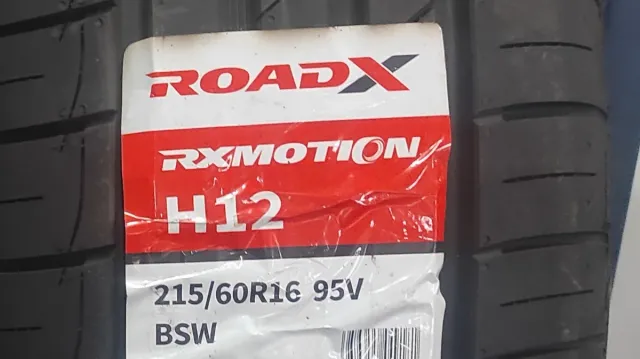 ROADX
RXMOTION
H12
215/60R16 95V
BSW